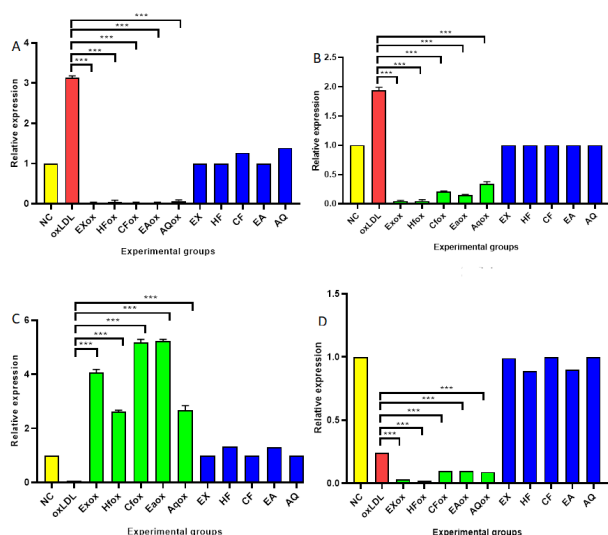 A
Relative expression
4
3
2
1
0
***
***
***
***
***
NC
oxLDL
EXox
HFox
CFox
EAox
AQox
EX
HF
CF
EA
AQ
Experimental groups
B
Relative expression
2.5
2.0
1.5
1.0
0.5
0.0
***
***
***
***
***
NC
oxLDL
Exox
Hfox
Cfox
Eaox
Aqox
EX
HF
CF
EA
AQ
Experimental groups
C
Relative expression
6
4
2
0
***
***
***
***
***
NC
oxLDL
Exox
Hfox
Cfox
Eaox
Aqox
EX
HF
CF
EA
AQ
Experimental groups
D
Relative expression
1.5
1.0
0.5
0.0
***
***
***
***
***
NC
oxLDL
EXox
HFox
CFox
EAox
AQox
EX
HF
CF
EA
AQ
Experimental groups